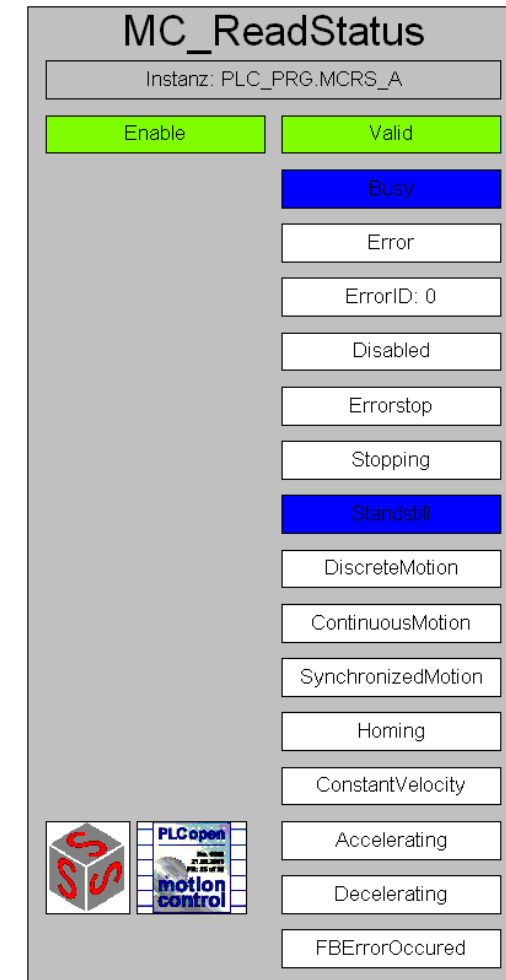 MC_ReadStatus
Instanz: PLC_PRG.MCRS_A
Enable
Valid
Busy
Error
ErrorID: 0
Disabled
Errorstop
Stopping
Standstill
DiscreteMotion
ContinuousMotion
SynchronizedMotion
Homing
ConstantVelocity
Accelerating
Decelerating
FBErrorOccured
S S S
PLCopen
motion
control